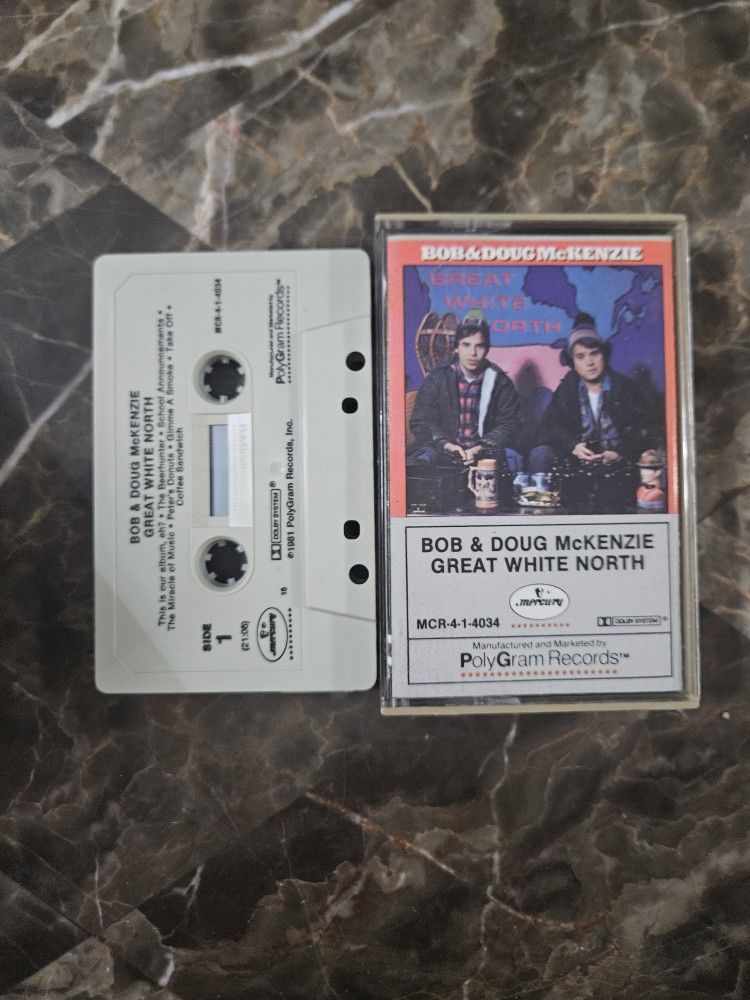 BOB & DOUG McKENZIE
GREAT WHITE NORTH
This is our album, eh? • The Beerhunter • School Announcements •
The Miracle of Music • Peter's Donuts • Gimme A Smoke • Take Off •
Coffee Sandwich
MCR-4-1-4034
SIDE
1
(21:06)
mercury
16
DOLBY SYSTEM®
℗1981 PolyGram Records, Inc.
Manufactured and Marketed by
PolyGram Records™
BOB&DOUG McKENZIE
GREAT
WHITE
NORTH
BOB & DOUG McKENZIE
GREAT WHITE NORTH
mercury
MCR-4-1-4034
DOLBY SYSTEM®
Manufactured and Marketed by
PolyGram Records™